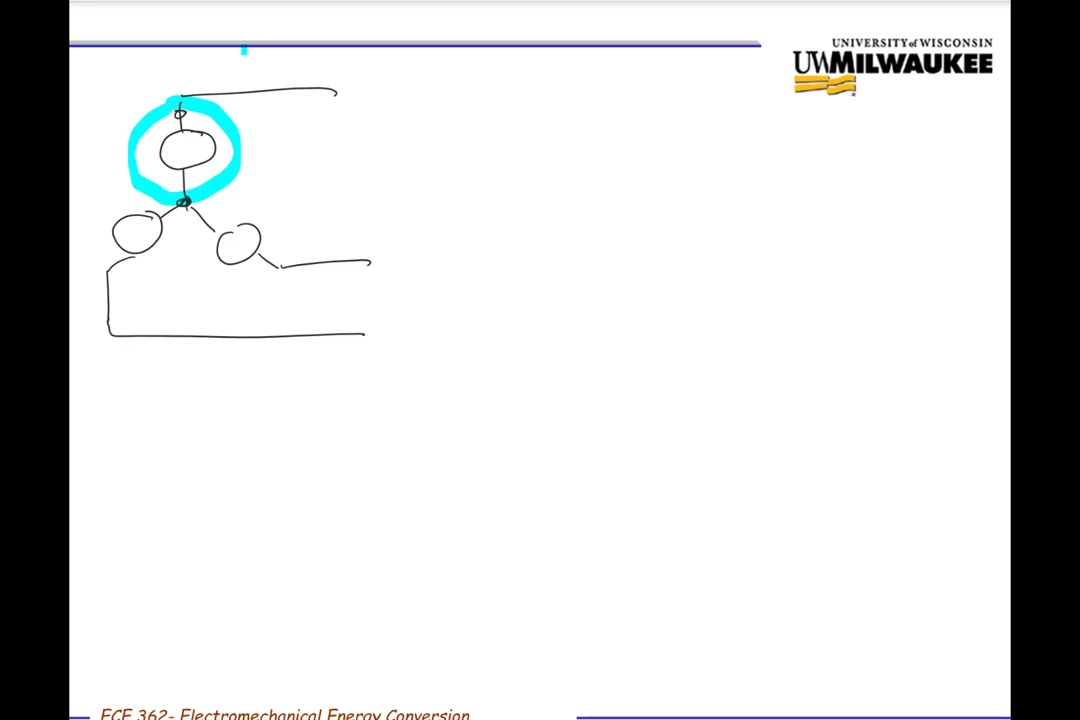 UNIVERSITY of WISCONSIN
UWMILWAUKEE
ECE 362- Electromechanical Energy Conversion